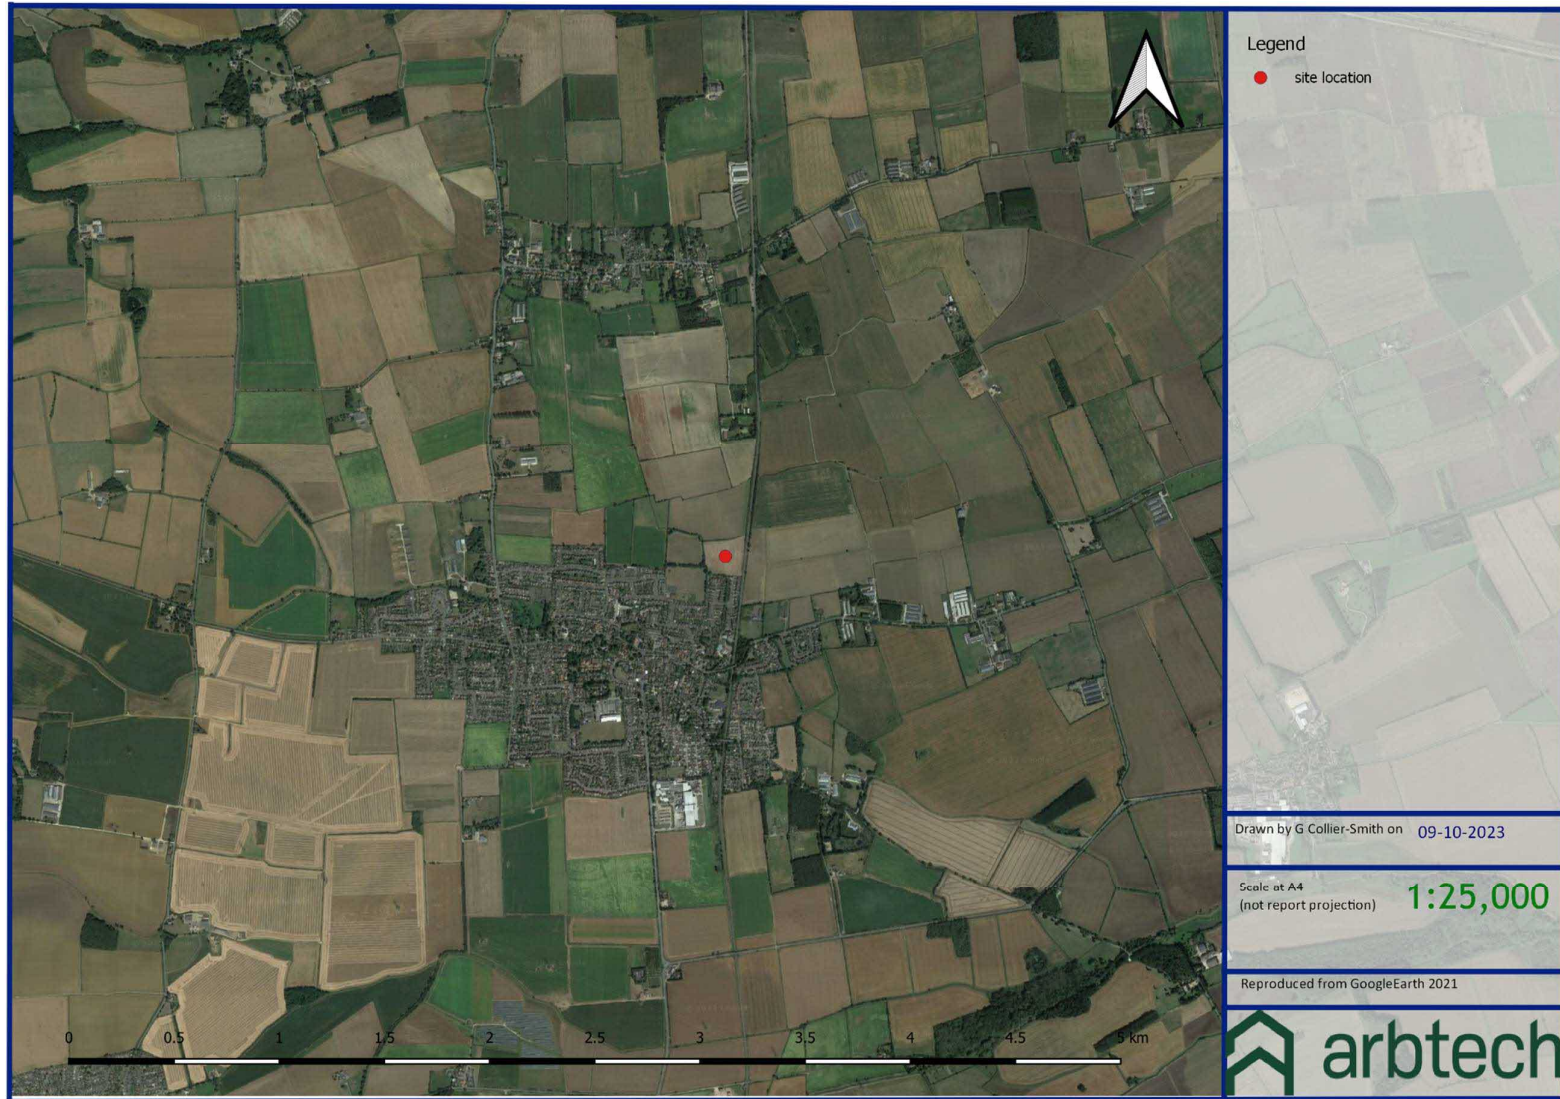 Legend
site location
Drawn by G Collier-Smith on 09-10-2023
Scale at A4
(not report projection) 1:25,000
Reproduced from GoogleEarth 2021
arbtech
0 0.5 1 1.5 2 2.5 3 3.5 4 4.5 5 km